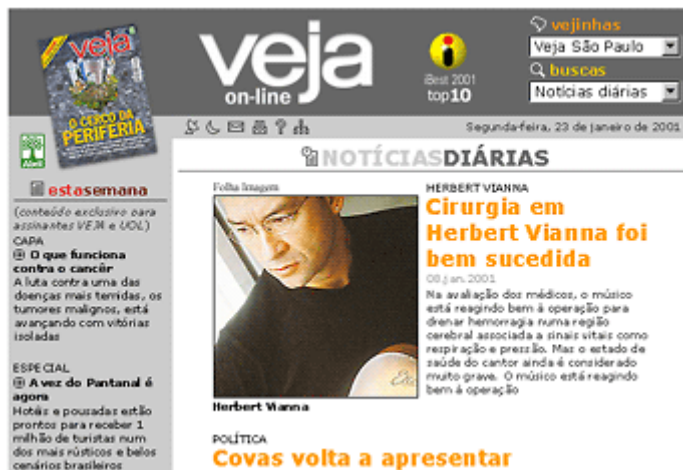 veja
O CERCO DA
PERIFERIA
Abril
veja
on-line
iBest 2001
top10
vejinhas
Veja São Paulo
buscas
Notícias diárias
Segunda-feira, 23 de janeiro de 2001
NOTÍCIASDIÁRIAS
estasemana
(conteúdo exclusivo para
assinantes VEJA e UOL)
CAPA
O que funciona
contra o cancêr
A luta contra uma das
doenças mais temidas, os
tumores malignos, está
avançando com vitórias
isoladas
ESPECIAL
A vez do Pantanal é
agora
Hotéis e pousadas estão
prontos para receber 1
milhão de turistas num
dos mais rústicos e belos
cenários brasileiros
Folha Imagem
Herbert Vianna
HERBERT VIANNA
Cirurgia em
Herbert Vianna foi
bem sucedida
08.jan.2001
Na avaliação dos médicos, o músico
está reagindo bem à operação para
drenar hemorragia numa região
cerebral associada a sinais vitais como
respiração e pressão. Mas o estado de
saúde do cantor ainda é considerado
muito grave. O músico está reagindo
bem à operação
POLÍTICA
Covas volta a apresentar